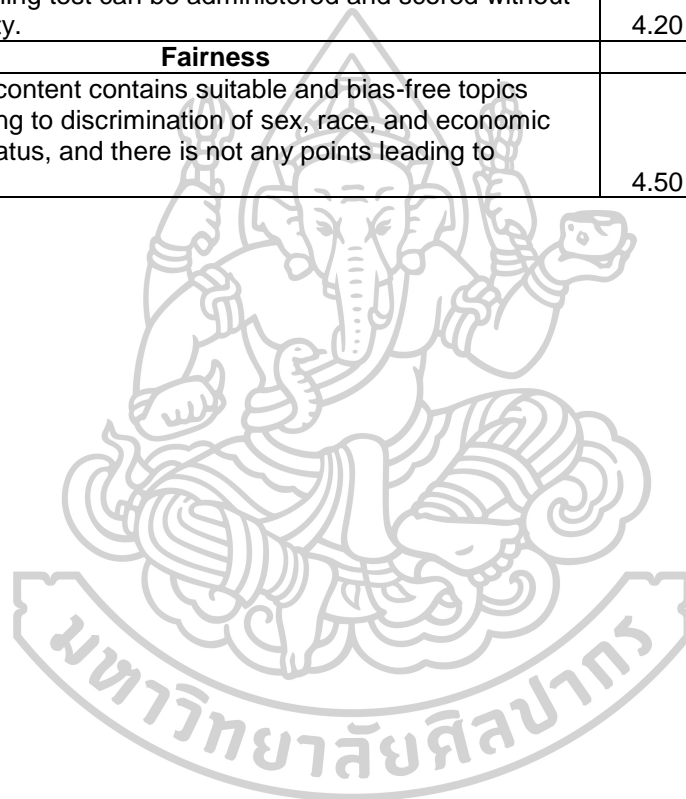 ning test can be administered and scored without
ty. 4.20
Fairness
content contains suitable and bias-free topics
ng to discrimination of sex, race, and economic
atus, and there is not any points leading to
4.50
มหาวิทยาลัยศิลปากร